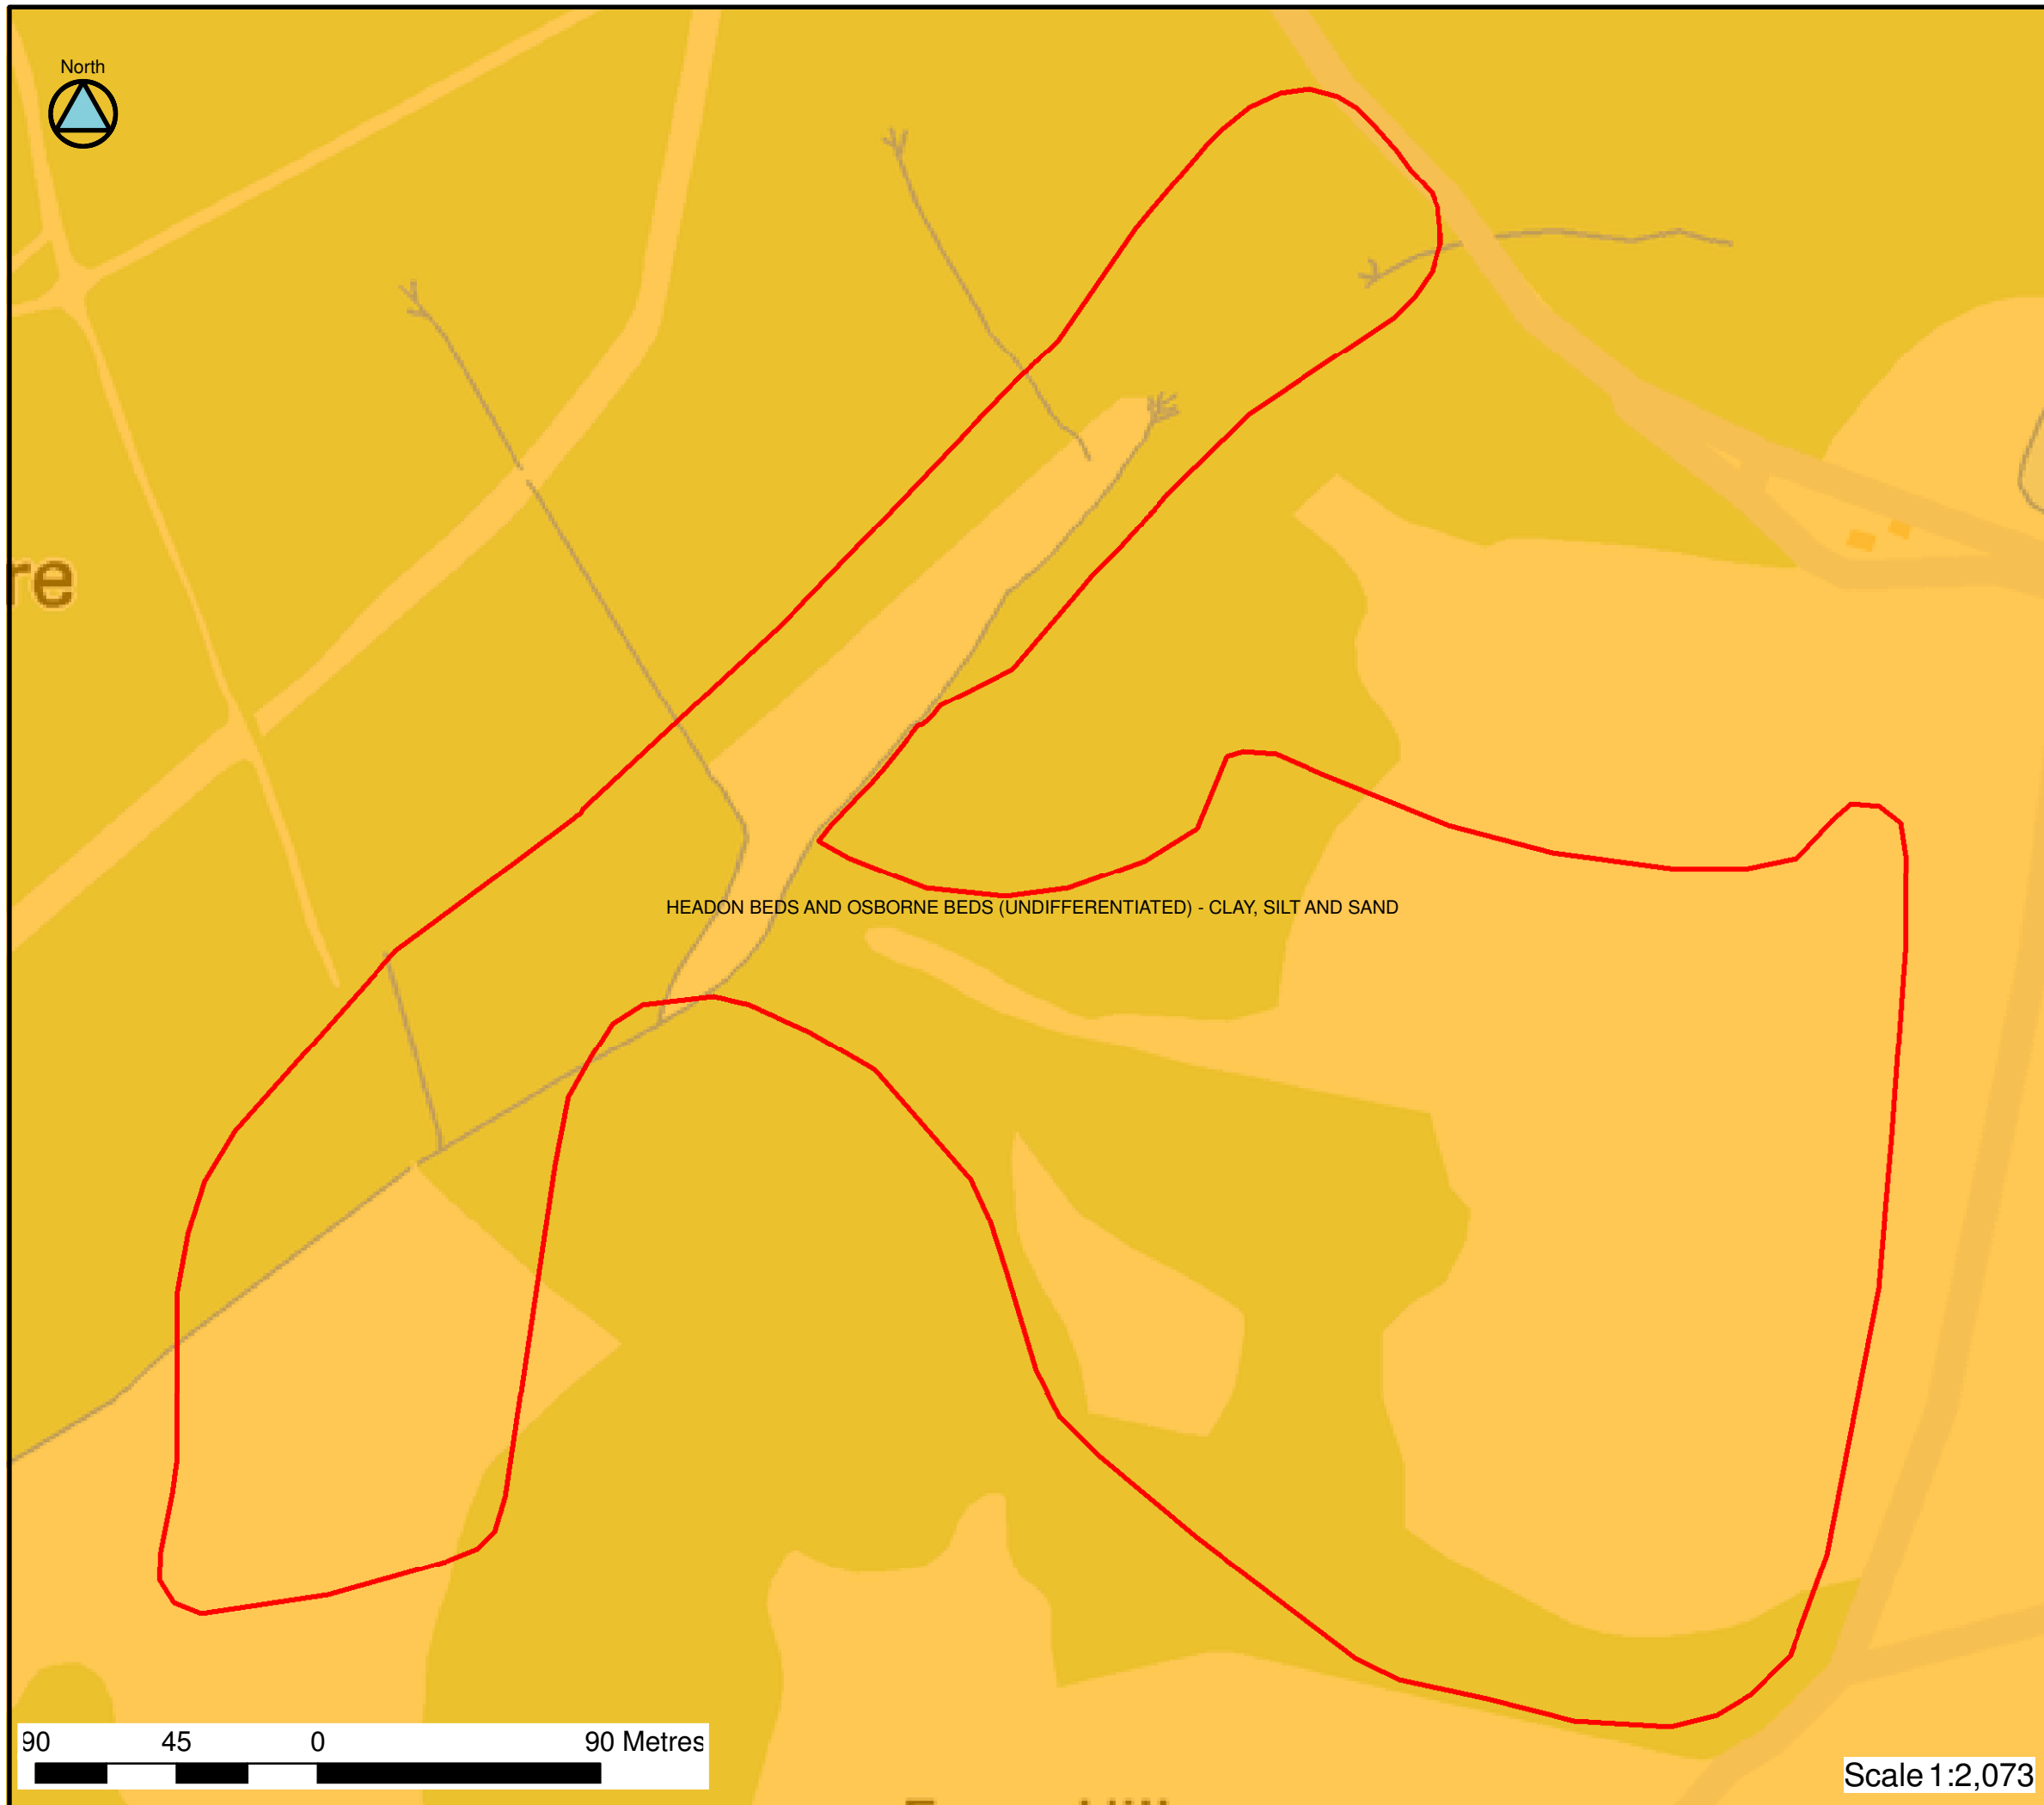 North
re
HEADON BEDS AND OSBORNE BEDS (UNDIFFERENTIATED) - CLAY, SILT AND SAND
90 45 0 90 Metres
Scale 1:2,073